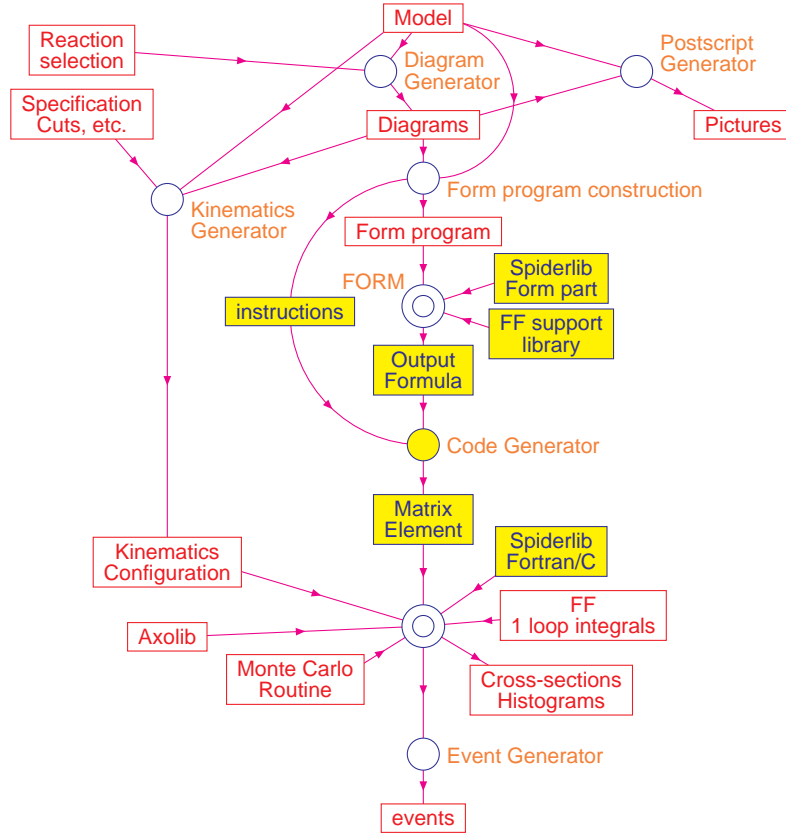 Model
Reaction
selection
Diagram
Generator
Postscript
Generator
Specification
Cuts, etc.
Diagrams
Pictures
Form program construction
Kinematics
Generator
Form program
FORM
Spiderlib
Form part
instructions
FF support
library
Output
Formula
Code Generator
Matrix
Element
Kinematics
Configuration
Spiderlib
Fortran/C
FF
1 loop integrals
Axolib
Monte Carlo
Routine
Cross-sections
Histograms
Event Generator
events